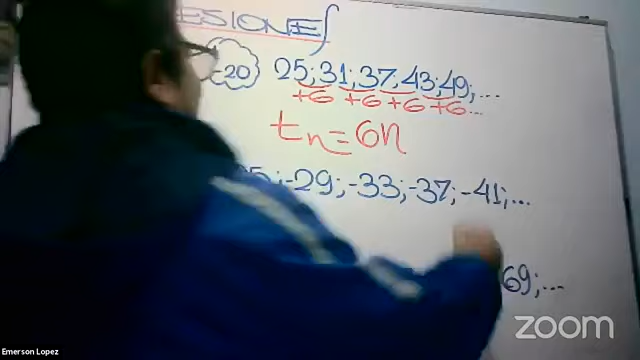 ESIONES
-20 25; 31; 37; 43; 49; ...
+6 +6 +6 +6 ...
tn = 6n
5; -29; -33; -37; -41; ...
69; ...
zoom
Emerson Lopez